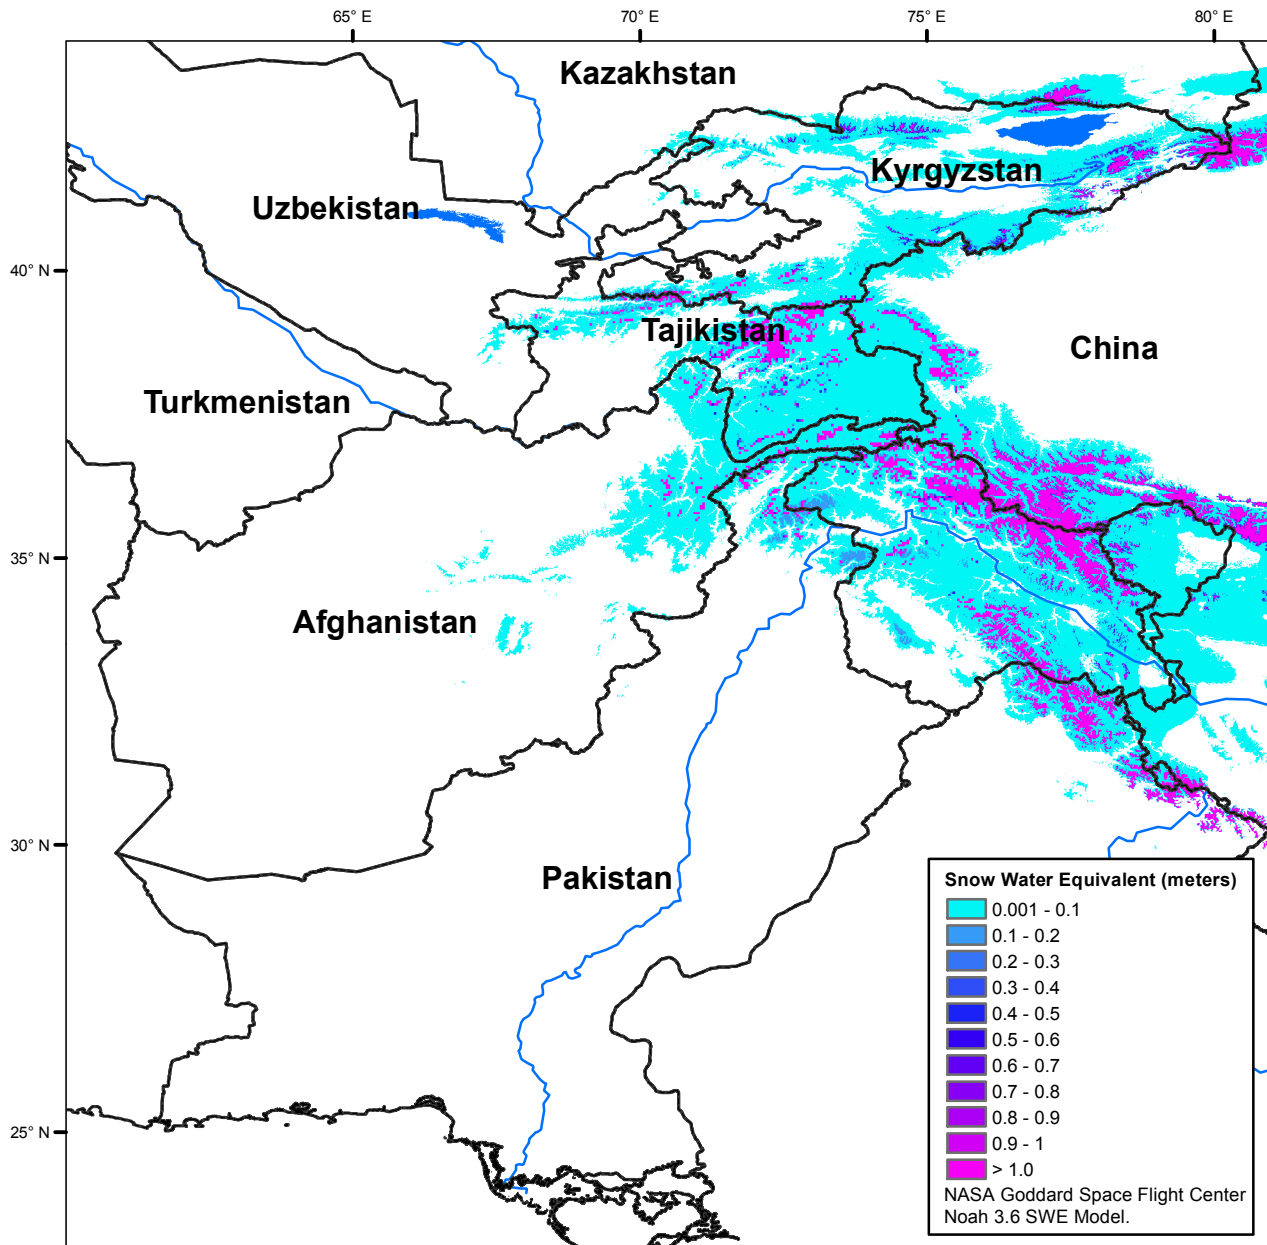 65° E
70° E
75° E
80° E
Kazakhstan
Kyrgyzstan
Uzbekistan
40° N
Tajikistan
China
Turkmenistan
35° N
Afghanistan
30° N
Pakistan
25° N
Snow Water Equivalent (meters)
0.001 - 0.1
0.1 - 0.2
0.2 - 0.3
0.3 - 0.4
0.4 - 0.5
0.5 - 0.6
0.6 - 0.7
0.7 - 0.8
0.8 - 0.9
0.9 - 1
> 1.0
NASA Goddard Space Flight Center
Noah 3.6 SWE Model.